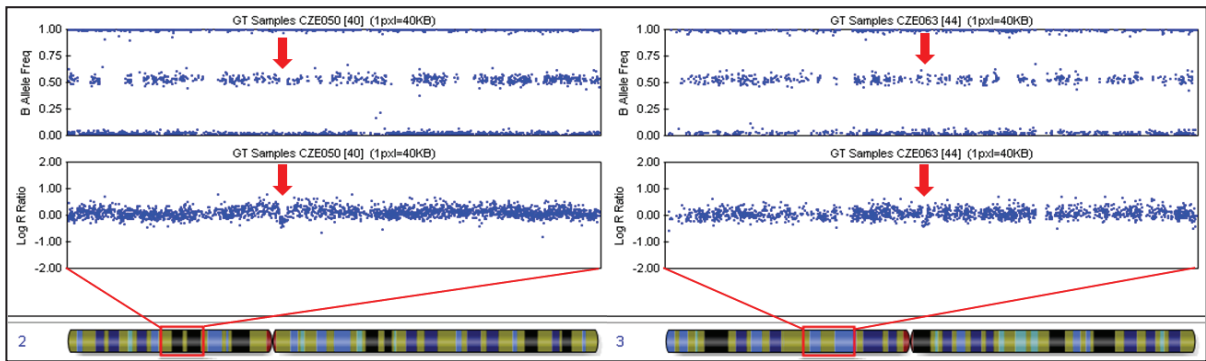 GT Samples CZE050 [40] (1pxl=40KB)
B Allele Freq
1.00
0.75
0.50
0.25
0.00
GT Samples CZE050 [40] (1pxl=40KB)
Log R Ratio
2.00
1.00
0.00
-1.00
-2.00
2
GT Samples CZE063 [44] (1pxl=40KB)
B Allele Freq
1.00
0.75
0.50
0.25
0.00
GT Samples CZE063 [44] (1pxl=40KB)
Log R Ratio
2.00
1.00
0.00
-1.00
-2.00
3